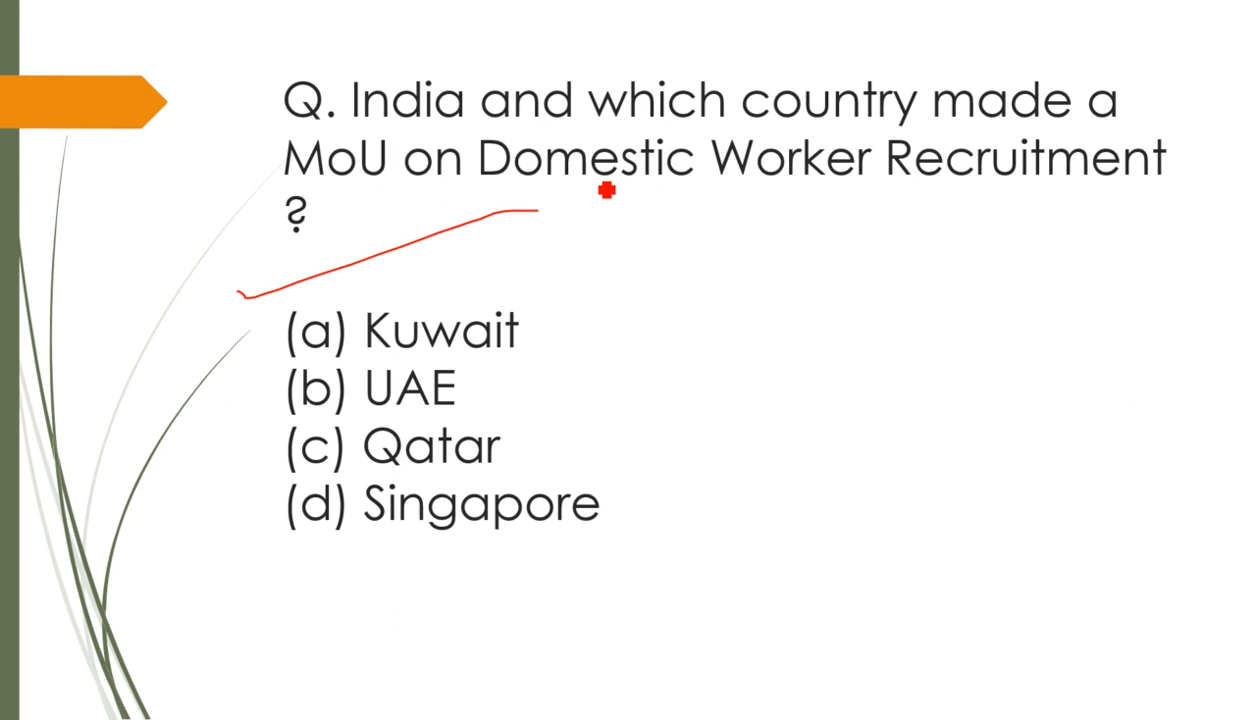 Q. India and which country made a
MoU on Domestic Worker Recruitment
?
(a) Kuwait
(b) UAE
(c) Qatar
(d) Singapore